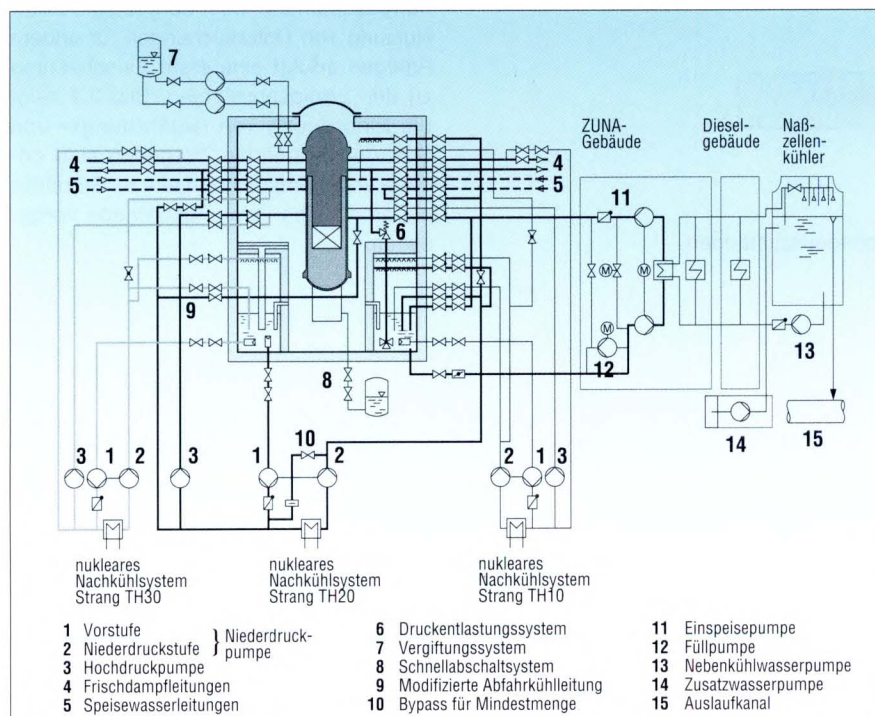 7
ZUNA-
Gebäude
Diesel-
gebäude
Naß-
zellen-
kühler
4
5
4
5
6
11
M
M
M
9
12
13
8
14
15
10
3
1
2
3
1
2
2
1
3
nukleares
Nachkühlsystem
Strang TH30
nukleares
Nachkühlsystem
Strang TH20
nukleares
Nachkühlsystem
Strang TH10
1 Vorstufe
2 Niederdruckstufe
} Niederdruck-
pumpe
3 Hochdruckpumpe
4 Frischdampfleitungen
5 Speisewasserleitungen
6 Druckentlastungssystem
7 Vergiftungssystem
8 Schnellabschaltsystem
9 Modifizierte Abfahrkühlleitung
10 Bypass für Mindestmenge
11 Einspeisepumpe
12 Füllpumpe
13 Nebenkühlwasserpumpe
14 Zusatzwasserpumpe
15 Auslaufkanal